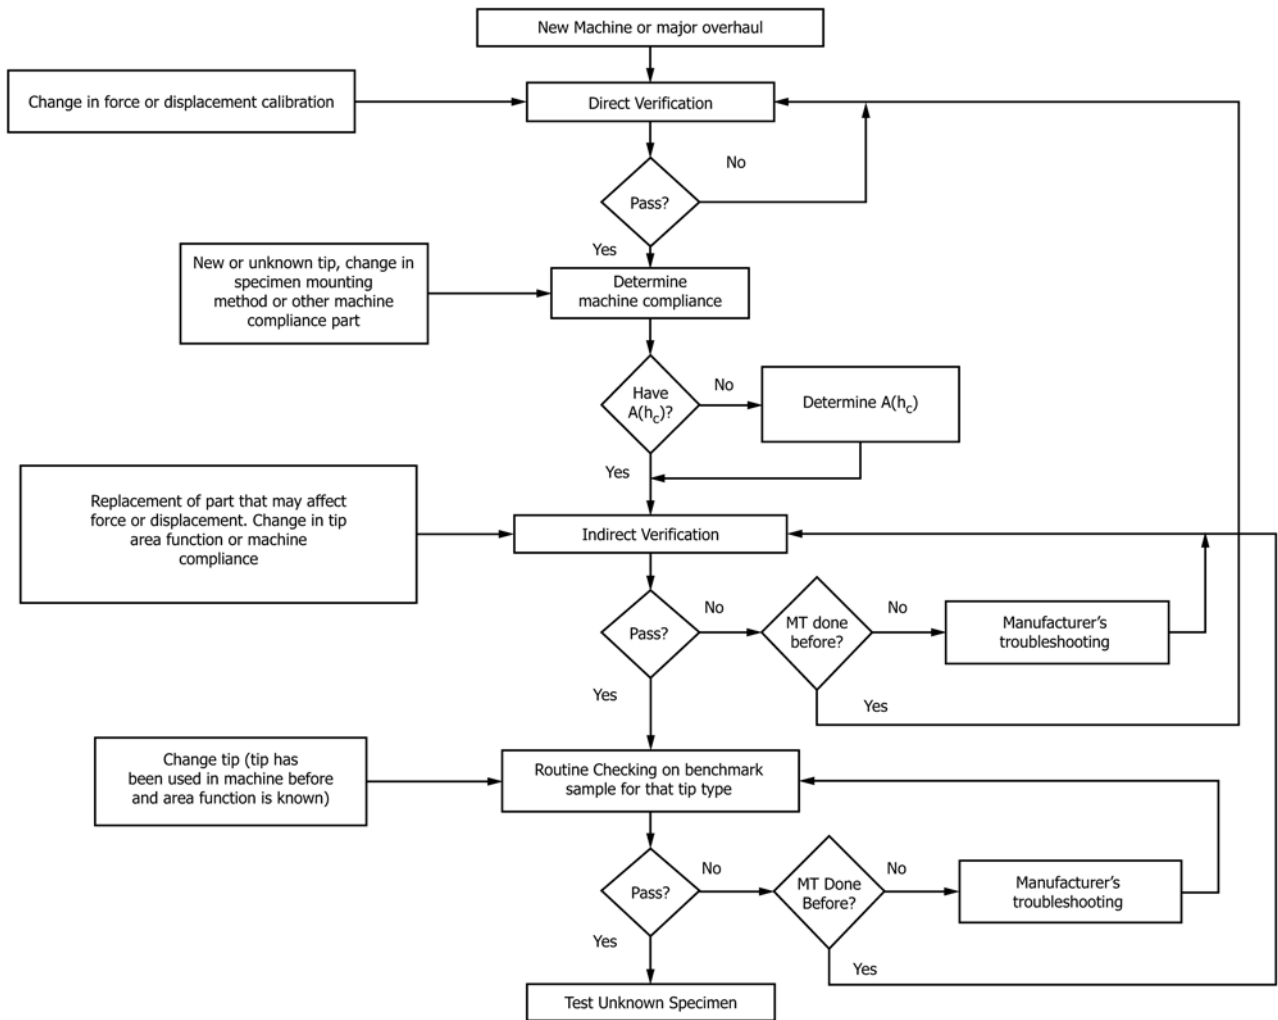 New Machine or major overhaul
Change in force or displacement calibration
Direct Verification
No
Pass?
Yes
New or unknown tip, change in
specimen mounting
method or other machine
compliance part
Determine
machine compliance
Have
A(hc)?
No
Determine A(hc)
Yes
Replacement of part that may affect
force or displacement. Change in tip
area function or machine
compliance
Indirect Verification
Pass?
No
MT done
before?
No
Manufacturer's
troubleshooting
Yes
Yes
Change tip (tip has
been used in machine before
and area function is known)
Routine Checking on benchmark
sample for that tip type
Pass?
No
MT Done
Before?
No
Manufacturer's
troubleshooting
Yes
Yes
Test Unknown Specimen